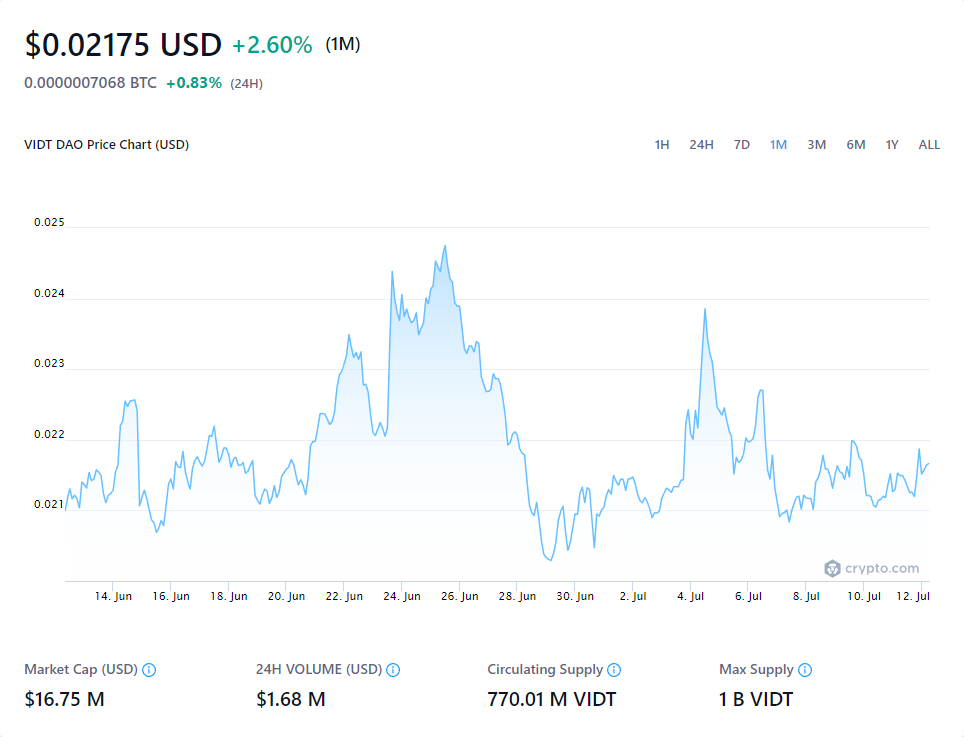 $0.02175 USD +2.60% (1M)
0.0000007068 BTC +0.83% (24H)
VIDT DAO Price Chart (USD) 1H 24H 7D 1M 3M 6M 1Y ALL
0.025
0.024
0.023
0.022
0.021
crypto.com
14. Jun 16. Jun 18. Jun 20. Jun 22. Jun 24. Jun 26. Jun 28. Jun 30. Jun 2. Jul 4. Jul 6. Jul 8. Jul 10. Jul 12. Jul
Market Cap (USD) 24H VOLUME (USD) Circulating Supply Max Supply
$16.75 M $1.68 M 770.01 M VIDT 1 B VIDT